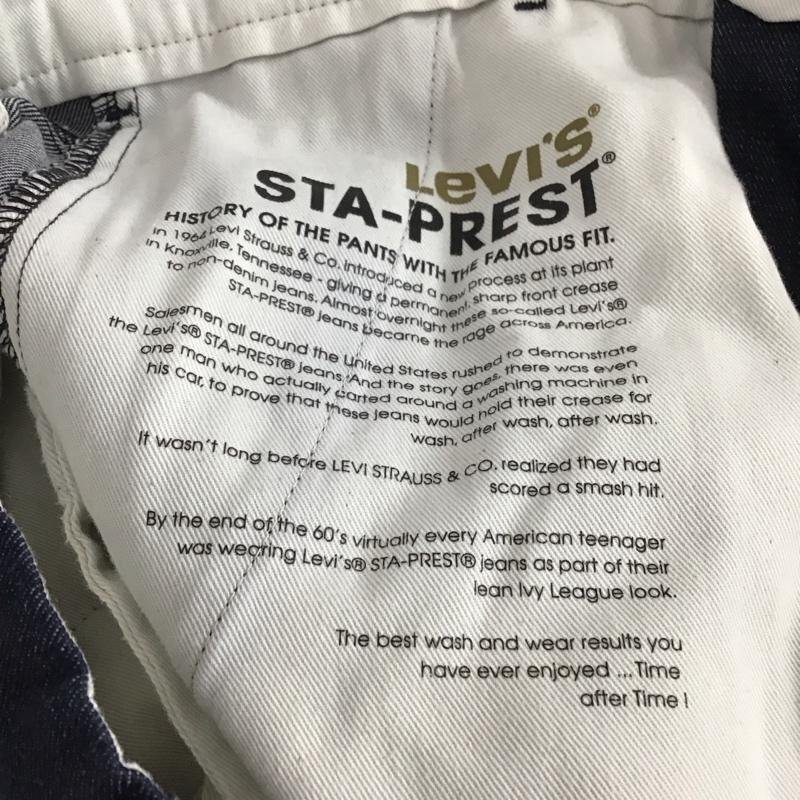 Levi's®
STA-PREST®
HISTORY OF THE PANTS WITH THE FAMOUS FIT.
In 1964 Levi Strauss & Co. introduced a new process at its plant
in Knoxville, Tennessee - giving a permanent, sharp front crease
to non-denim jeans. Almost overnight these so-called Levi's®
STA-PREST® jeans became the rage across America.
Salesmen all around the United States rushed to demonstrate
the Levi's® STA-PREST® jeans. And the story goes, there was even
one man who actually carted around a washing machine in
his car, to prove that these jeans would hold their crease for
wash, after wash, after wash.
It wasn't long before LEVI STRAUSS & CO. realized they had
scored a smash hit.
By the end of the 60's virtually every American teenager
was wearing Levi's® STA-PREST® jeans as part of their
lean Ivy League look.
The best wash and wear results you
have ever enjoyed ... Time
after Time !